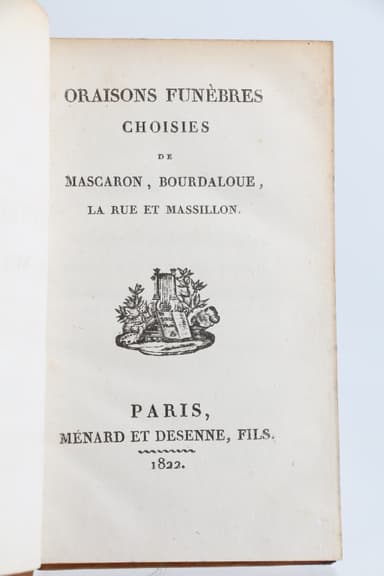 ORAISONS FUNÈBRES
CHOISIES
DE
MASCARON, BOURDALOUE,
LA RUE ET MASSILLON.
PARIS,
MÉNARD ET DESENNE, FILS.
1822.